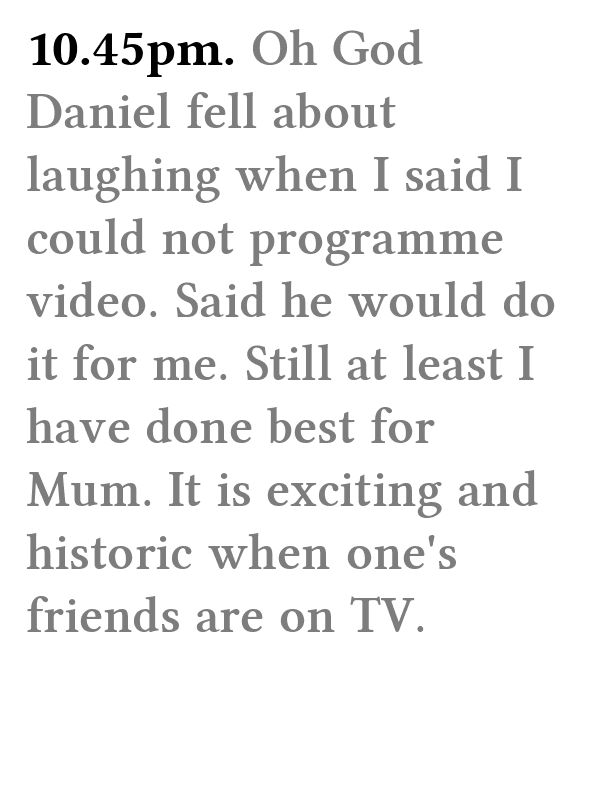 10.45pm. Oh God
Daniel fell about
laughing when I said I
could not programme
video. Said he would do
it for me. Still at least I
have done best for
Mum. It is exciting and
historic when one's
friends are on TV.